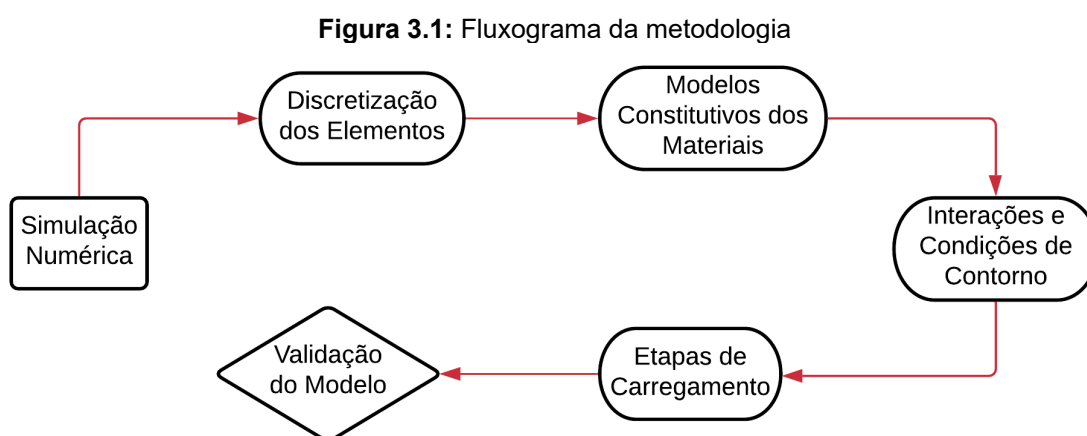 Figura 3.1: Fluxograma da metodologia
Discretização
dos Elementos
Modelos
Constitutivos dos
Materiais
Simulação
Numérica
Interações e
Condições de
Contorno
Etapas de
Carregamento
Validação
do Modelo